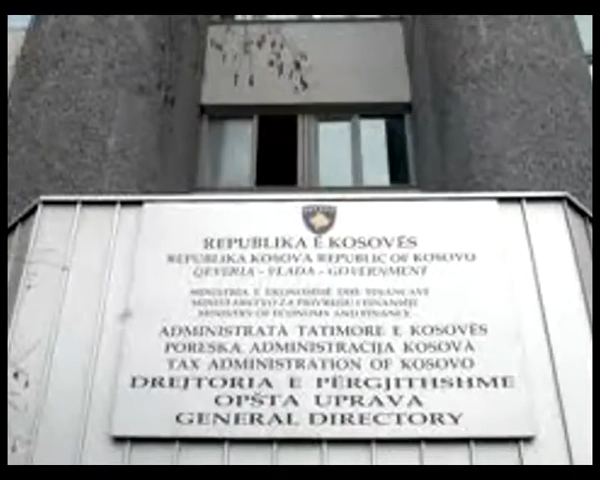 REPUBLIKA E KOSOVËS
REPUBLIKA KOSOVA REPUBLIC OF KOSOVO
QEVERIA - VLADA - GOVERNMENT
MINISTRIA E EKONOMISË DHE FINANCAVE
MINISTARSTVO ZA PRIVREDU I FINANSIJE
MINISTRY OF ECONOMY AND FINANCE
ADMINISTRATA TATIMORE E KOSOVËS
PORESKA ADMINISTRACIJA KOSOVA
TAX ADMINISTRATION OF KOSOVO
DREJTORIA E PËRGJITHSHME
OPŠTA UPRAVA
GENERAL DIRECTORY